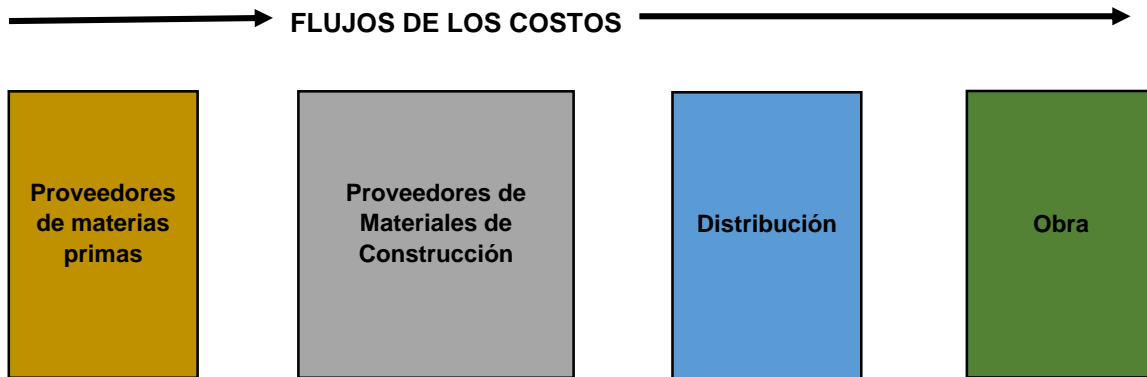 FLUJOS DE LOS COSTOS
Proveedores
de materias
primas
Proveedores de
Materiales de
Construcción
Distribución
Obra